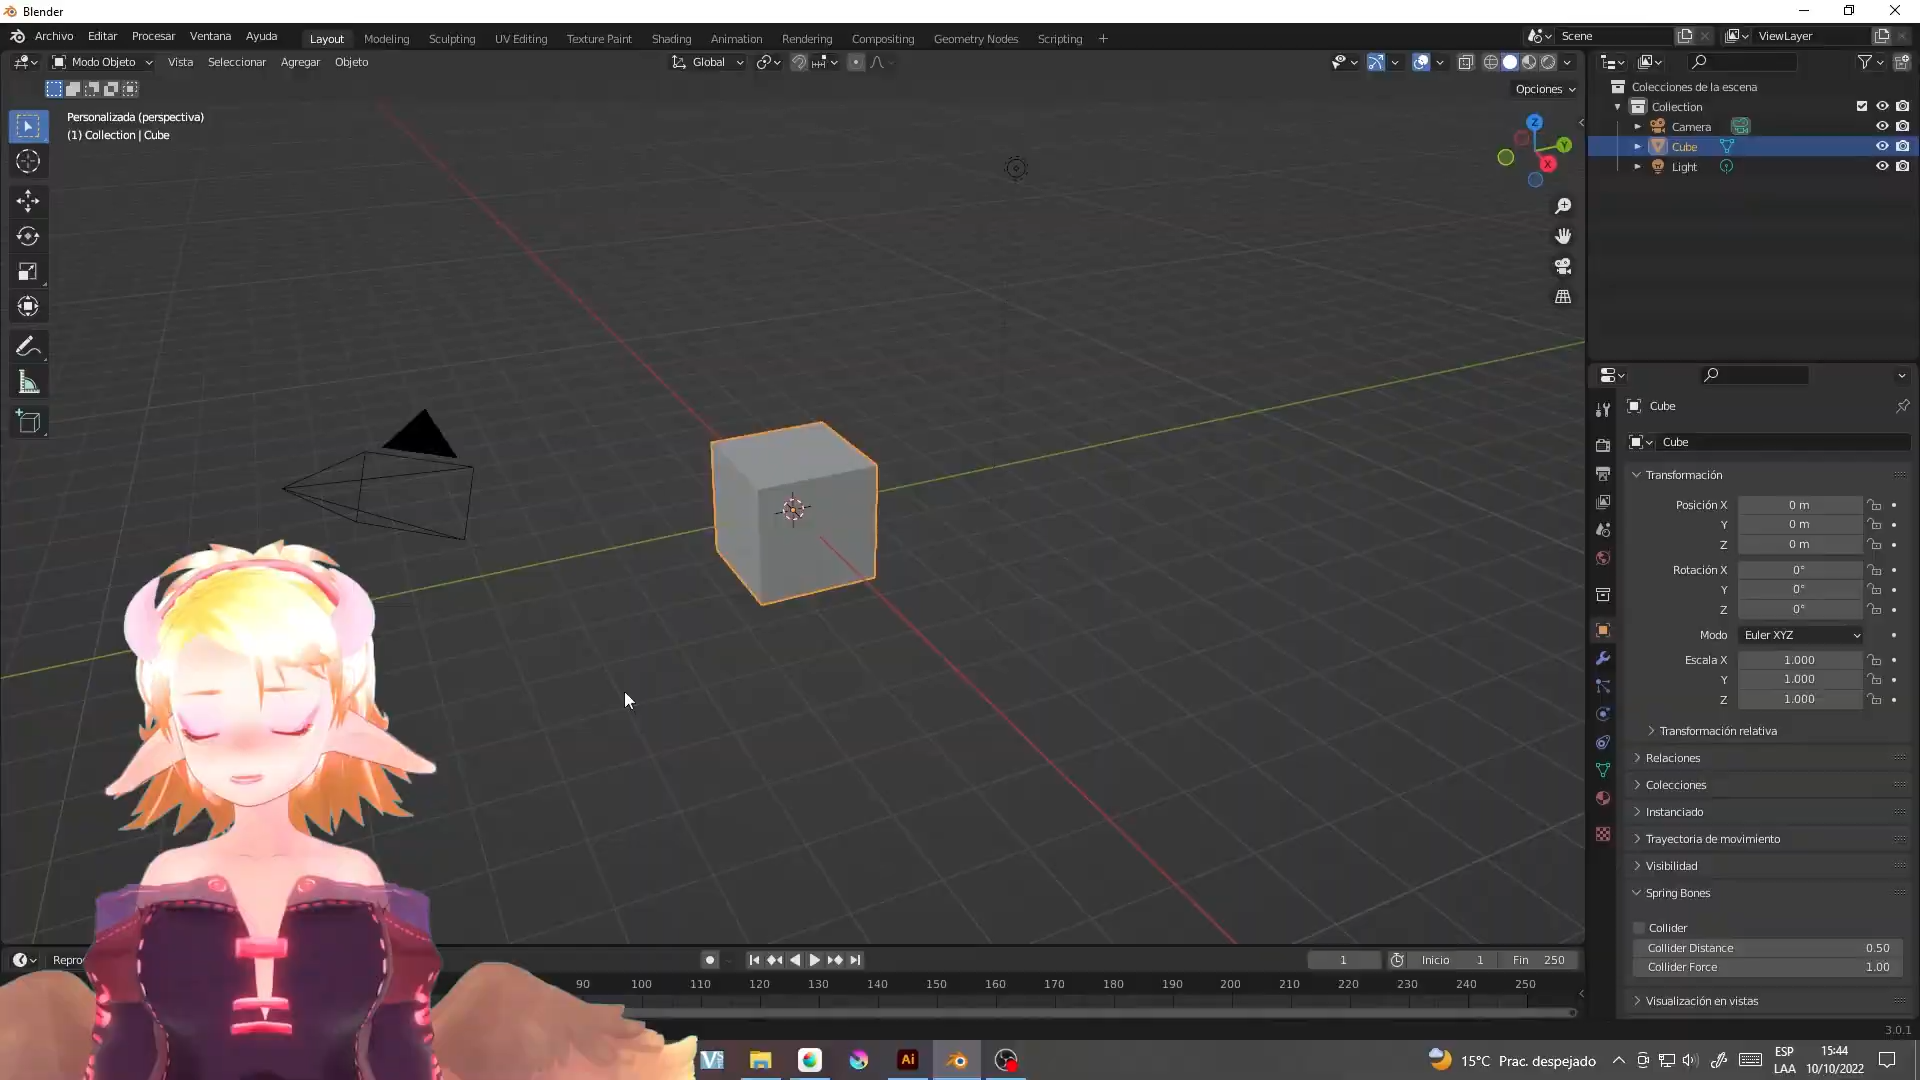 Blender
Archivo Editar Procesar Ventana Ayuda Layout Modeling Sculpting UV Editing Texture Paint Shading Animation Rendering Compositing Geometry Nodes Scripting + Scene ViewLayer
Modo Objeto Vista Seleccionar Agregar Objeto Global
Opciones
Personalizada (perspectiva)
(1) Collection | Cube
Z
Y
X
Colecciones de la escena
Collection
Camera
Cube
Light
Cube
Cube
Transformación
Posición X 0 m
Y 0 m
Z 0 m
Rotación X 0°
Y 0°
Z 0°
Modo Euler XYZ
Escala X 1.000
Y 1.000
Z 1.000
Transformación relativa
Relaciones
Colecciones
Instanciado
Trayectoria de movimiento
Visibilidad
Spring Bones
Collider
Collider Distance 0.50
Collider Force 1.00
Visualización en vistas
1 Inicio 1 Fin 250
90 100 110 120 130 140 150 160 170 180 190 200 210 220 230 240 250
3.0.1
Ai 15°C Prac. despejado ESP 15:44
LAA 10/10/2022